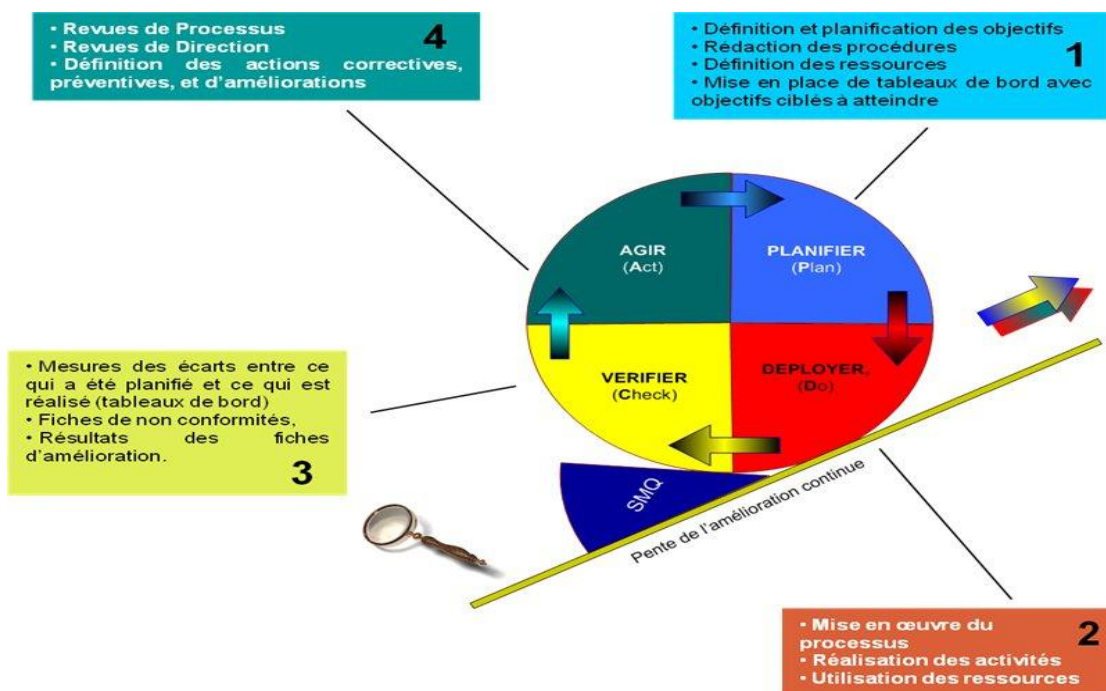 • Revues de Processus
• Revues de Direction
• Définition des actions correctives,
préventives, et d'améliorations
4
• Définition et planification des objectifs
• Rédaction des procédures
• Définition des ressources
• Mise en place de tableaux de bord avec
objectifs ciblés à atteindre
1
AGIR
(Act)
PLANIFIER
(Plan)
VERIFIER
(Check)
DEPLOYER,
(Do)
• Mesures des écarts entre ce
qui a été planifié et ce qui est
réalisé (tableaux de bord)
• Fiches de non conformités,
• Résultats des fiches
d'amélioration.
3
SMQ
Pente de l'amélioration continue
• Mise en œuvre du
processus
• Réalisation des activités
• Utilisation des ressources
2